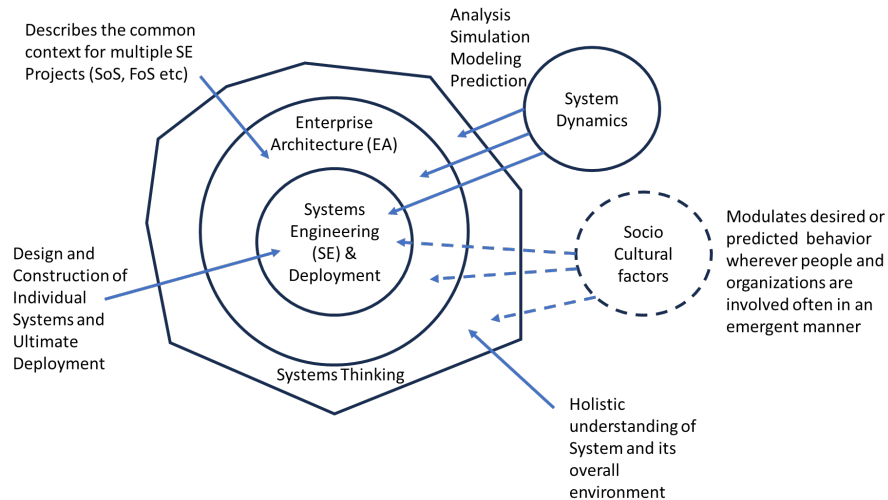 Describes the common
context for multiple SE
Projects (SoS, FoS etc)
Analysis
Simulation
Modeling
Prediction
System
Dynamics
Enterprise
Architecture (EA)
Systems
Engineering
(SE) &
Deployment
Socio
Cultural
factors
Modulates desired or
predicted behavior
wherever people and
organizations are
involved often in an
emergent manner
Design and
Construction of
Individual
Systems and
Ultimate
Deployment
Systems Thinking
Holistic
understanding of
System and its
overall
environment